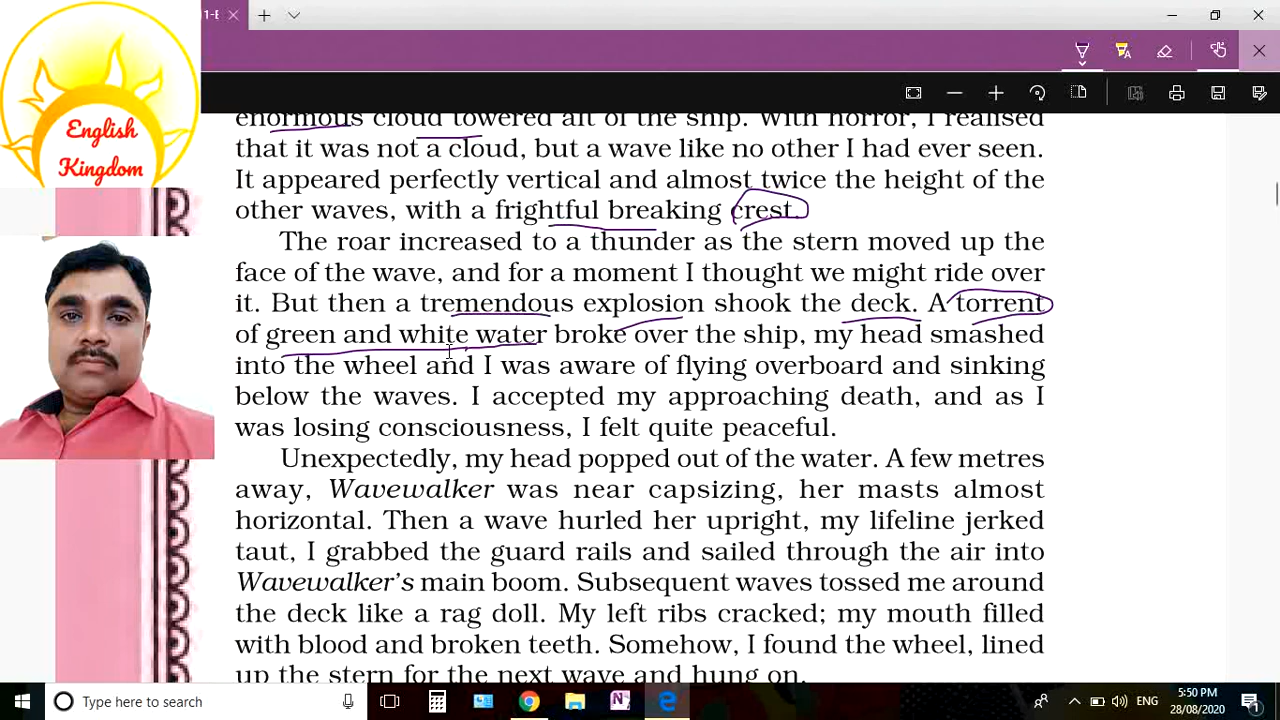 1-E
English
Kingdom
enormous cloud towered aft of the ship. With horror, I realised
that it was not a cloud, but a wave like no other I had ever seen.
It appeared perfectly vertical and almost twice the height of the
other waves, with a frightful breaking crest.
The roar increased to a thunder as the stern moved up the
face of the wave, and for a moment I thought we might ride over
it. But then a tremendous explosion shook the deck. A torrent
of green and white water broke over the ship, my head smashed
into the wheel and I was aware of flying overboard and sinking
below the waves. I accepted my approaching death, and as I
was losing consciousness, I felt quite peaceful.
Unexpectedly, my head popped out of the water. A few metres
away, Wavewalker was near capsizing, her masts almost
horizontal. Then a wave hurled her upright, my lifeline jerked
taut, I grabbed the guard rails and sailed through the air into
Wavewalker’s main boom. Subsequent waves tossed me around
the deck like a rag doll. My left ribs cracked; my mouth filled
with blood and broken teeth. Somehow, I found the wheel, lined
up the stern for the next wave and hung on.
Type here to search
ENG
5:50 PM
28/08/2020